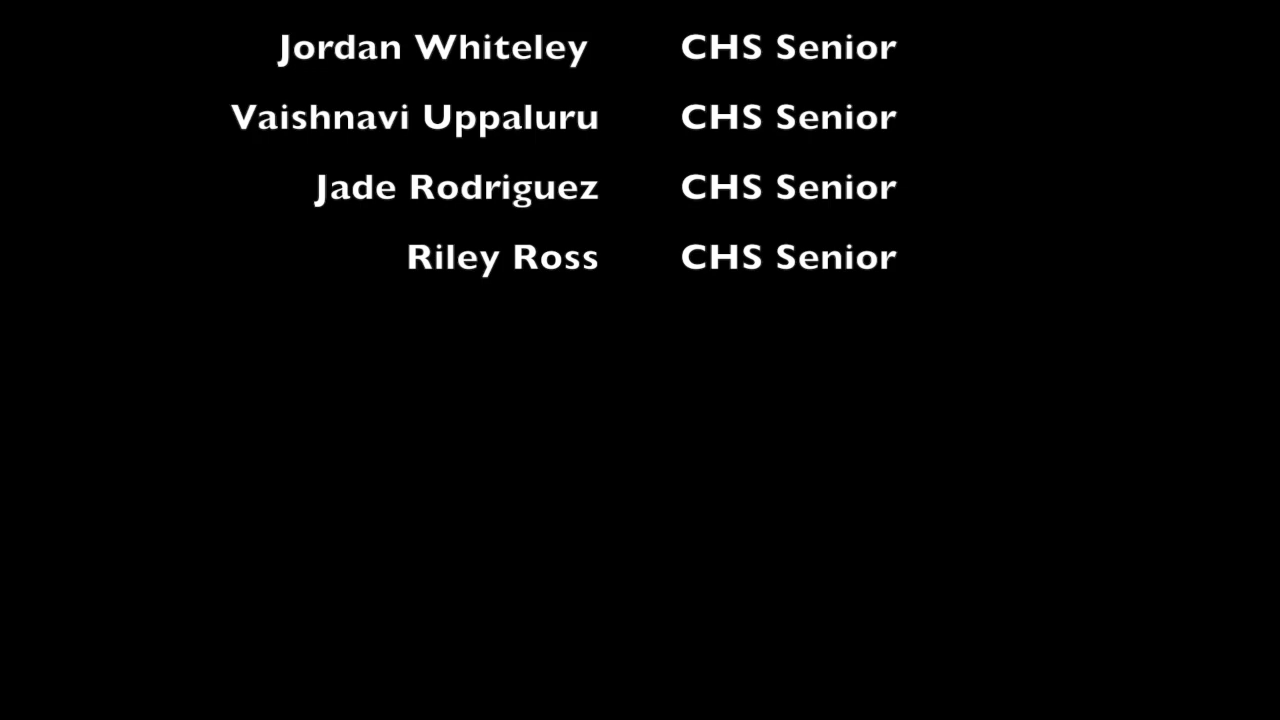 Jordan Whiteley CHS Senior
Vaishnavi Uppaluru CHS Senior
Jade Rodriguez CHS Senior
Riley Ross CHS Senior